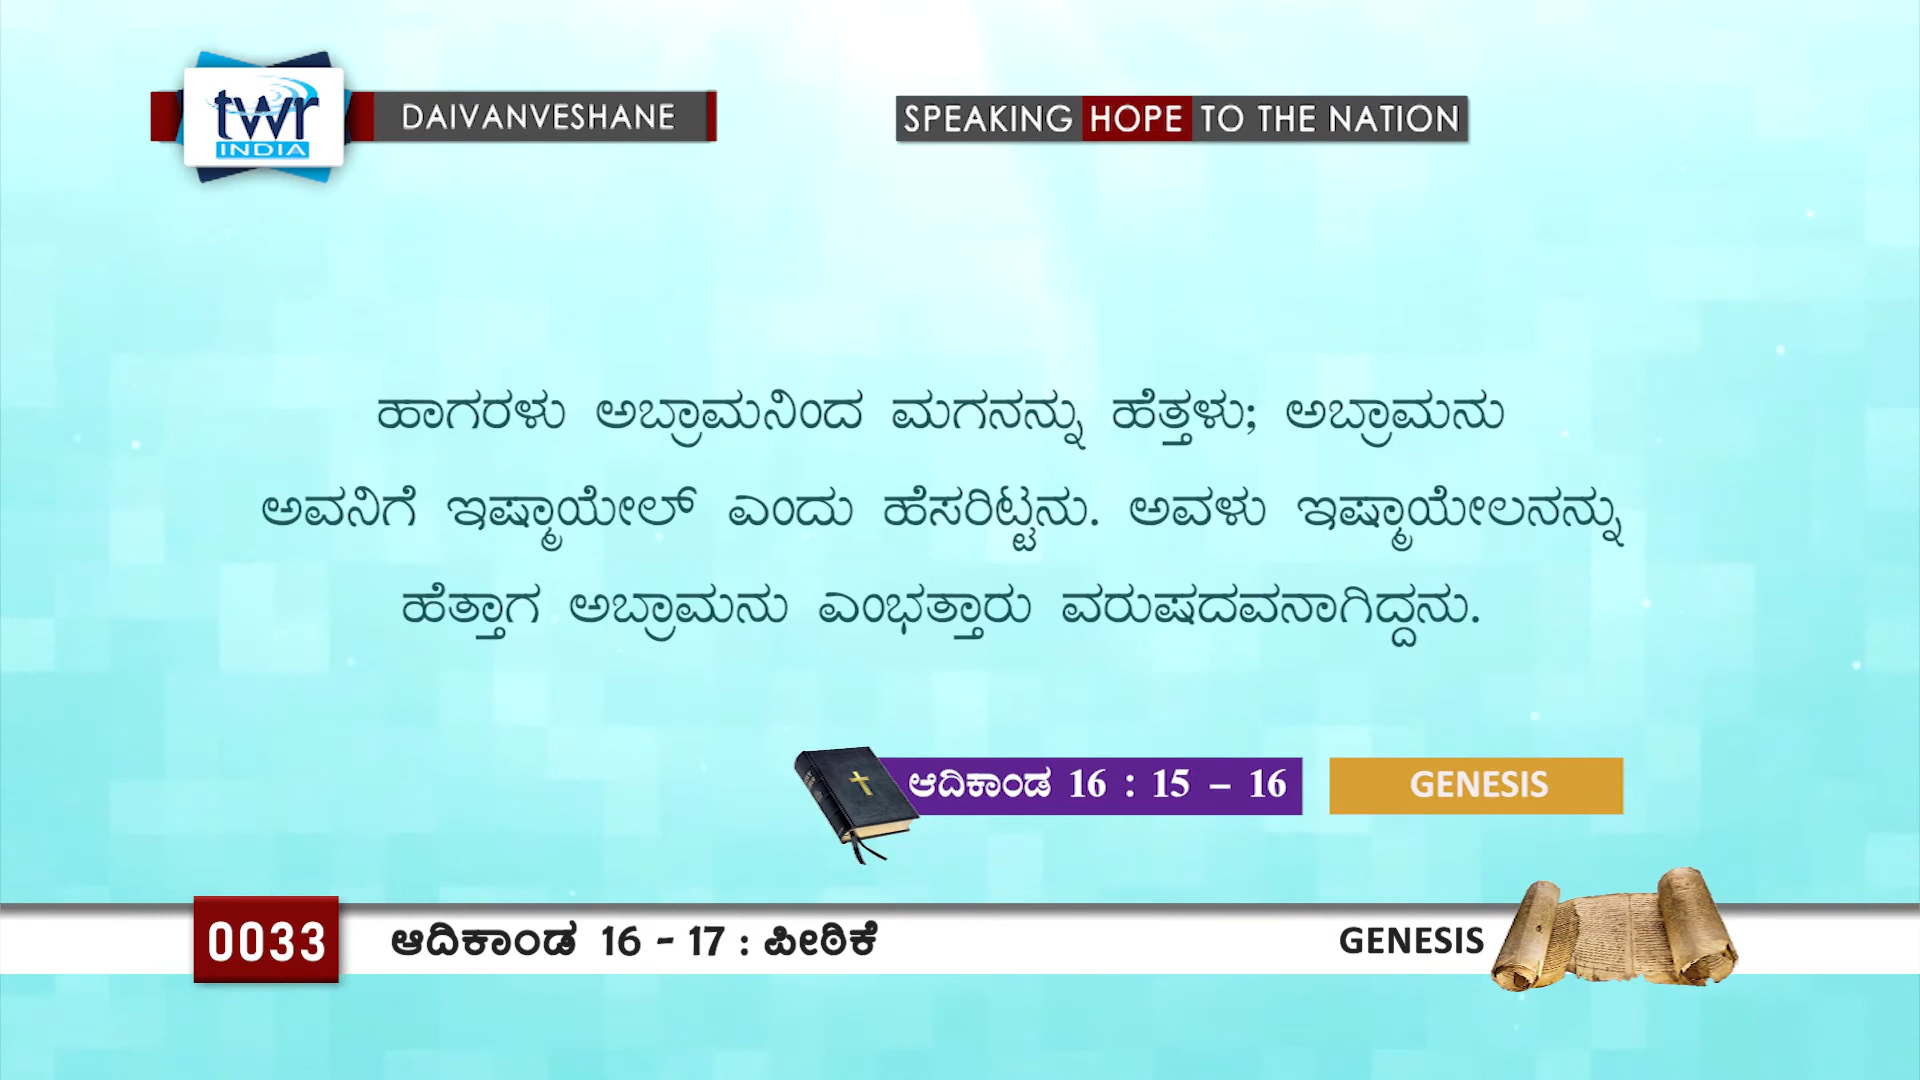 twr
INDIA
DAIVANVESHANE
SPEAKING HOPE TO THE NATION
ಹಾಗರಳು ಅಬ್ರಾಮನಿಂದ ಮಗನನ್ನು ಹೆತ್ತಳು; ಅಬ್ರಾಮನು
ಅವನಿಗೆ ಇಷ್ಮಾಯೇಲ್ ಎಂದು ಹೆಸರಿಟ್ಟನು. ಅವಳು ಇಷ್ಮಾಯೇಲನನ್ನು
ಹೆತ್ತಾಗ ಅಬ್ರಾಮನು ಎಂಭತ್ತಾರು ವರುಷದವನಾಗಿದ್ದನು.
ಆದಿಕಾಂಡ 16 : 15 – 16
GENESIS
0033
ಆದಿಕಾಂಡ 16 - 17 : ಪೀಠಿಕೆ
GENESIS